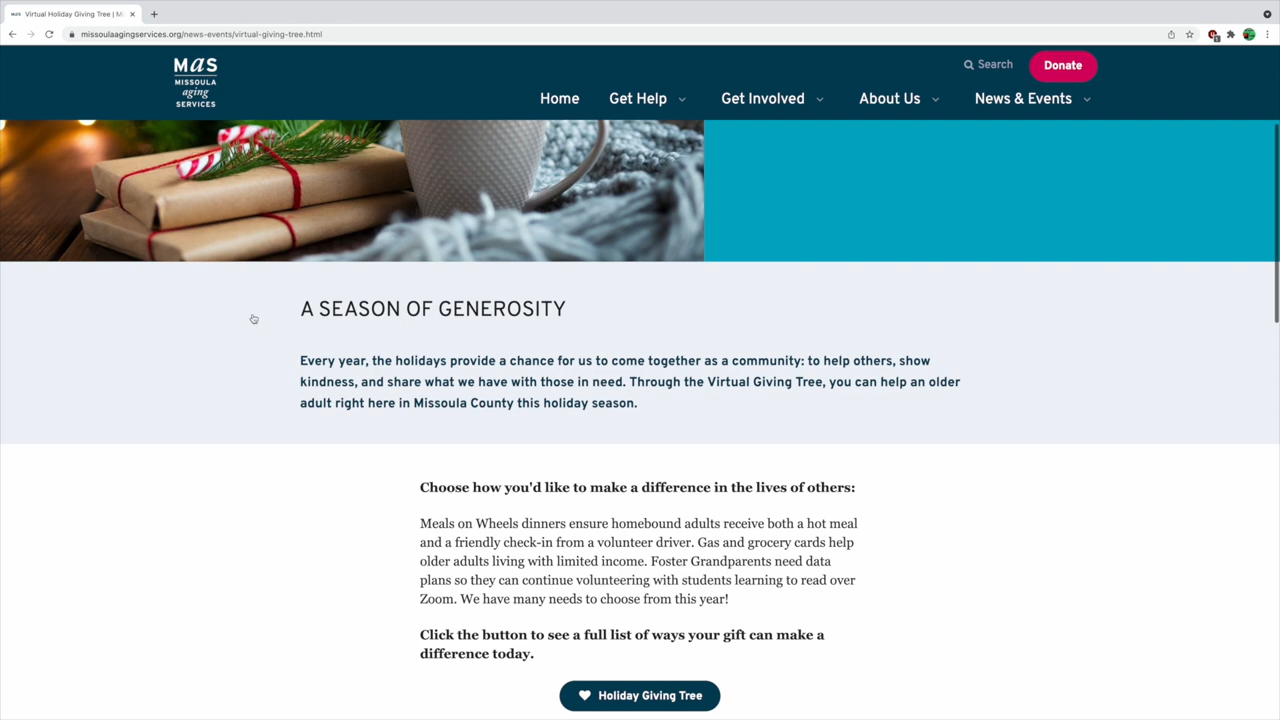 Virtual Holiday Giving Tree | M
missoulaagingservices.org/news-events/virtual-giving-tree.html
MaS
MISSOULA
aging
SERVICES
Search
Donate
Home
Get Help
Get Involved
About Us
News & Events
A SEASON OF GENEROSITY
Every year, the holidays provide a chance for us to come together as a community: to help others, show
kindness, and share what we have with those in need. Through the Virtual Giving Tree, you can help an older
adult right here in Missoula County this holiday season.
Choose how you'd like to make a difference in the lives of others:
Meals on Wheels dinners ensure homebound adults receive both a hot meal
and a friendly check-in from a volunteer driver. Gas and grocery cards help
older adults living with limited income. Foster Grandparents need data
plans so they can continue volunteering with students learning to read over
Zoom. We have many needs to choose from this year!
Click the button to see a full list of ways your gift can make a
difference today.
Holiday Giving Tree